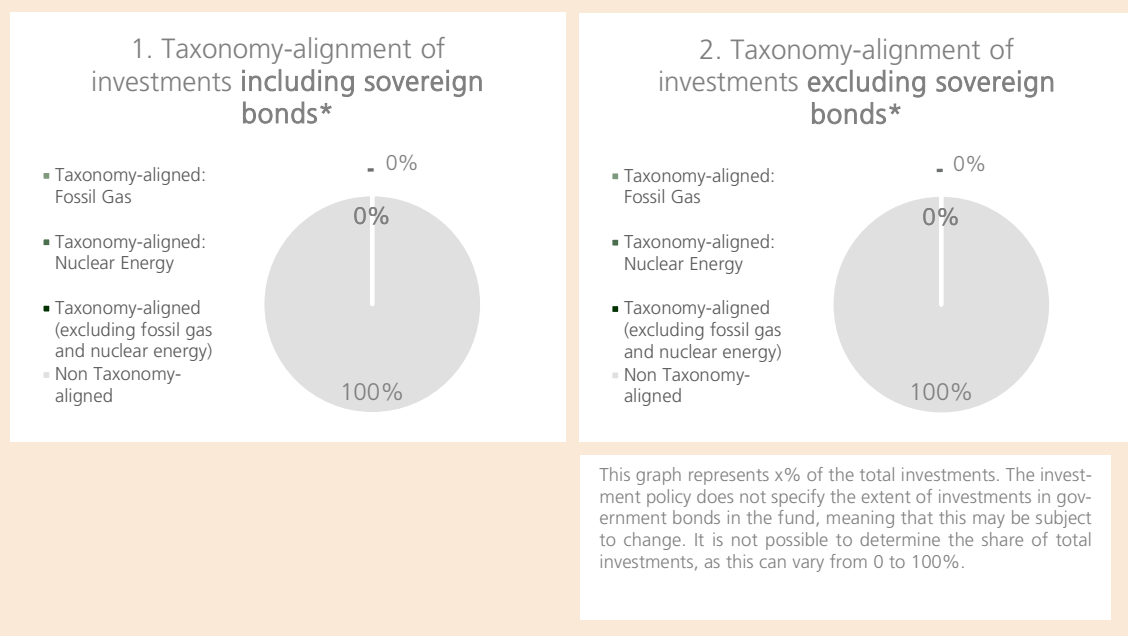 1. Taxonomy-alignment of
investments including sovereign
bonds*
Taxonomy-aligned:
Fossil Gas
Taxonomy-aligned:
Nuclear Energy
Taxonomy-aligned
(excluding fossil gas
and nuclear energy)
Non Taxonomy-
aligned
- 0%
0%
100%
2. Taxonomy-alignment of
investments excluding sovereign
bonds*
Taxonomy-aligned:
Fossil Gas
Taxonomy-aligned:
Nuclear Energy
Taxonomy-aligned
(excluding fossil gas
and nuclear energy)
Non Taxonomy-
aligned
- 0%
0%
100%
This graph represents x% of the total investments. The invest-
ment policy does not specify the extent of investments in gov-
ernment bonds in the fund, meaning that this may be subject
to change. It is not possible to determine the share of total
investments, as this can vary from 0 to 100%.